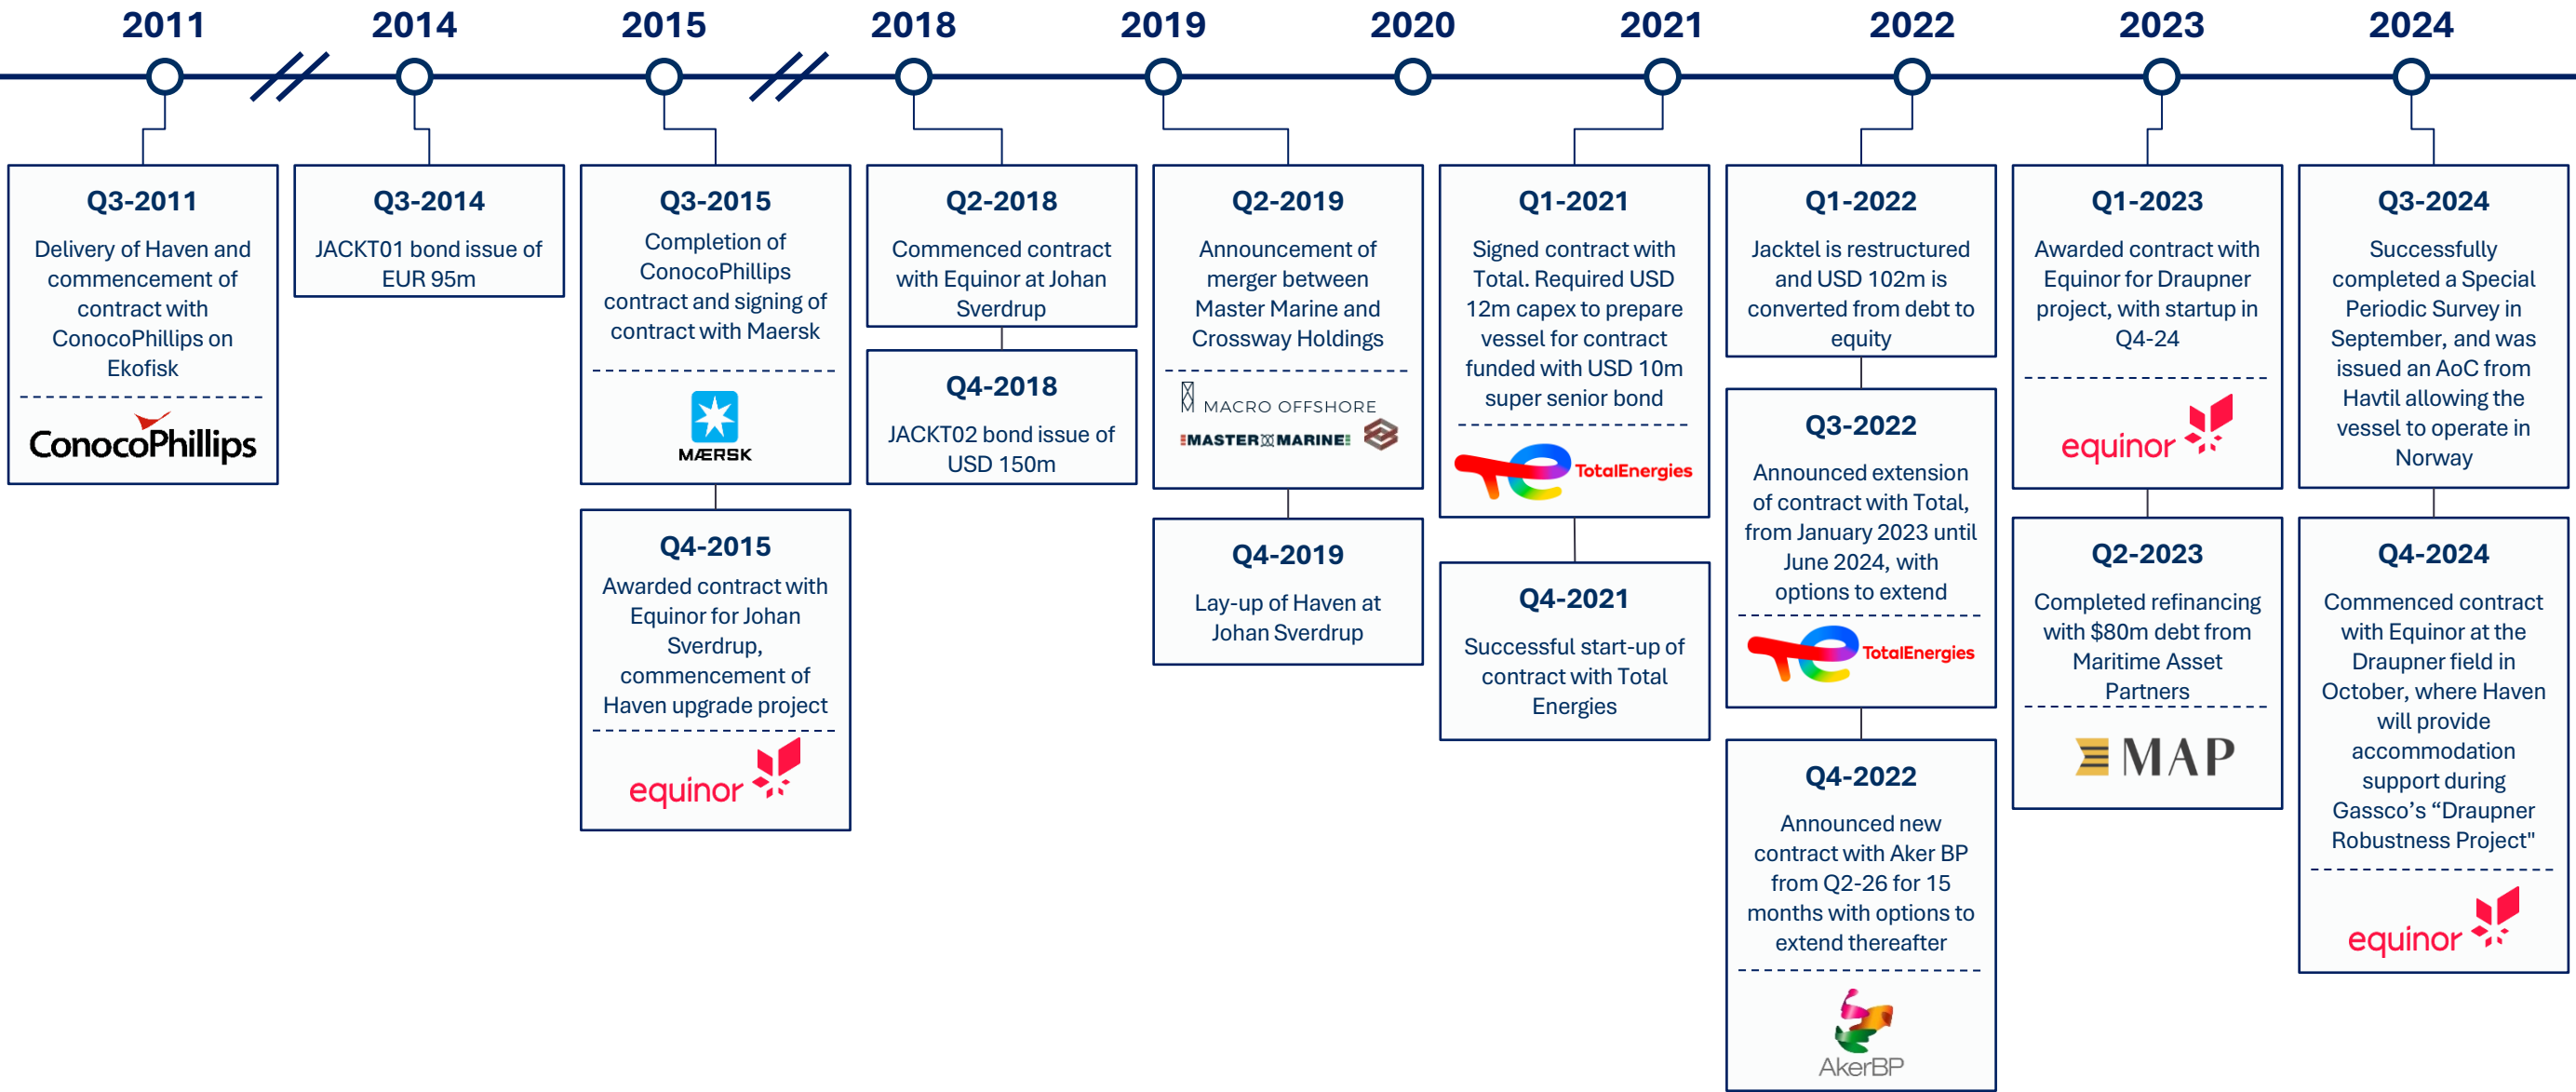 2011
2014
2015
2018
2019
2020
2021
2022
2023
2024
Q3-2011
Delivery of Haven and
commencement of
contract with
ConocoPhillips on
Ekofisk
ConocoPhillips
Q3-2014
JACKT01 bond issue of
EUR 95m
Q3-2015
Completion of
ConocoPhillips
contract and signing of
contract with Maersk
MÆRSK
Q4-2015
Awarded contract with
Equinor for Johan
Sverdrup,
commencement of
Haven upgrade project
equinor
Q2-2018
Commenced contract
with Equinor at Johan
Sverdrup
Q4-2018
JACKT02 bond issue of
USD 150m
Q2-2019
Announcement of
merger between
Master Marine and
Crossway Holdings
MACRO OFFSHORE
MASTER MARINE
Q4-2019
Lay-up of Haven at
Johan Sverdrup
Q1-2021
Signed contract with
Total. Required USD
12m capex to prepare
vessel for contract
funded with USD 10m
super senior bond
TotalEnergies
Q4-2021
Successful start-up of
contract with Total
Energies
Q1-2022
Jacktel is restructured
and USD 102m is
converted from debt to
equity
Q3-2022
Announced extension
of contract with Total,
from January 2023 until
June 2024, with
options to extend
TotalEnergies
Q4-2022
Announced new
contract with Aker BP
from Q2-26 for 15
months with options to
extend thereafter
AkerBP
Q1-2023
Awarded contract with
Equinor for Draupner
project, with startup in
Q4-24
equinor
Q2-2023
Completed refinancing
with $80m debt from
Maritime Asset
Partners
MAP
Q3-2024
Successfully
completed a Special
Periodic Survey in
September, and was
issued an AoC from
Havtil allowing the
vessel to operate in
Norway
Q4-2024
Commenced contract
with Equinor at the
Draupner field in
October, where Haven
will provide
accommodation
support during
Gassco’s “Draupner
Robustness Project"
equinor